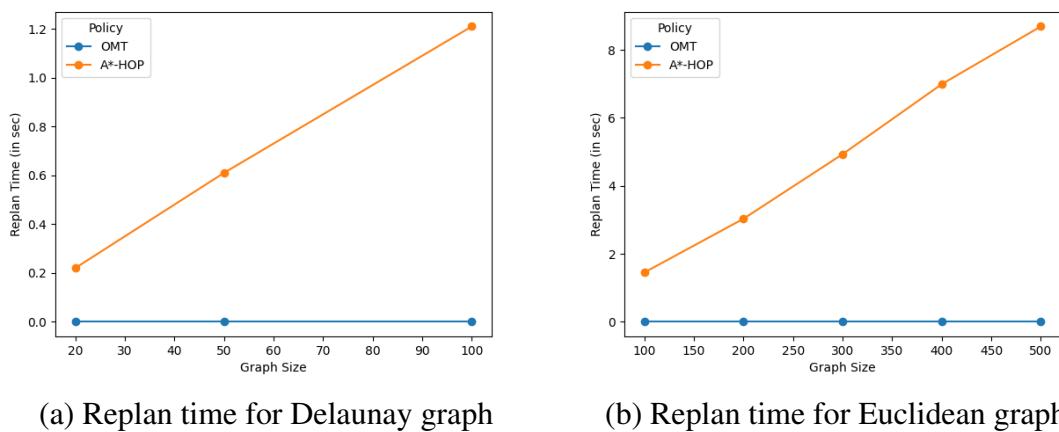 Policy
OMT
A*-HOP
Replan Time (in sec)
1.2
1.0
0.8
0.6
0.4
0.2
0.0
20 30 40 50 60 70 80 90 100
Graph Size
(a) Replan time for Delaunay graph
Policy
OMT
A*-HOP
Replan Time (in sec)
8
6
4
2
0
100 150 200 250 300 350 400 450 500
Graph Size
(b) Replan time for Euclidean graph